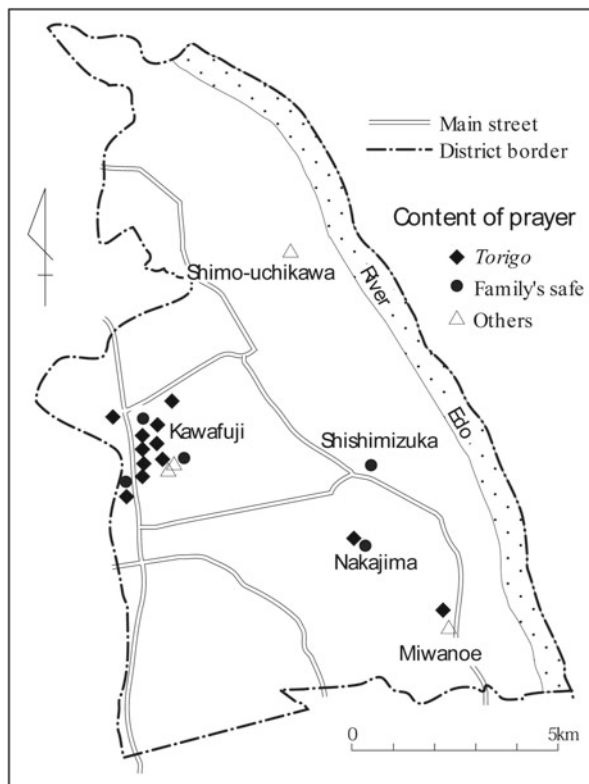 Main street
District border
Content of prayer
Torigo
Family's safe
Others
Shimo-uchikawa
River
Edo
Kawafuji
Shishimizuka
Nakajima
Miwanoe
0 5km